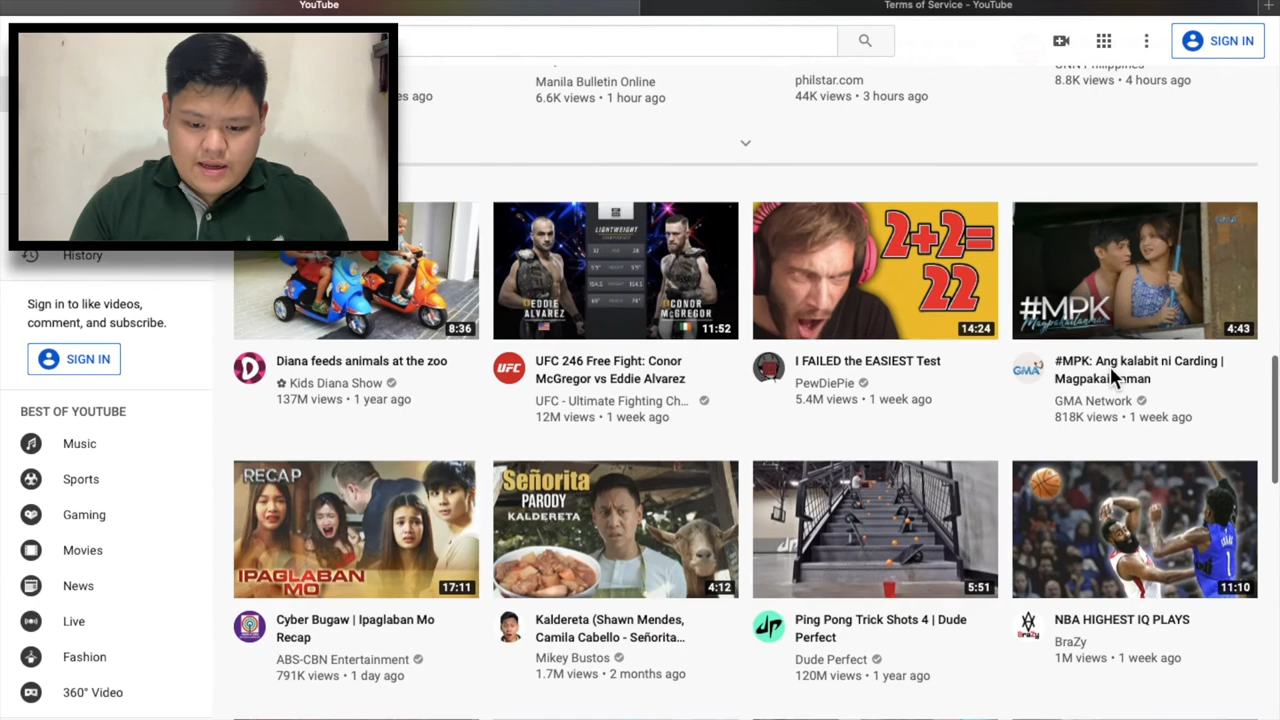 YouTube
Terms of Service - YouTube
SIGN IN
Manila Bulletin Online
6.6K views • 1 hour ago
philstar.com
44K views • 3 hours ago
CNN Philippines
8.8K views • 4 hours ago
es ago
History
Sign in to like videos,
comment, and subscribe.
SIGN IN
BEST OF YOUTUBE
Music
Sports
Gaming
Movies
News
Live
Fashion
360° Video
8:36
Diana feeds animals at the zoo
✿ Kids Diana Show
137M views • 1 year ago
LIGHTWEIGHT
EDDIE
ALVAREZ
CONOR
McGREGOR
11:52
UFC
UFC 246 Free Fight: Conor
McGregor vs Eddie Alvarez
UFC - Ultimate Fighting Ch...
12M views • 1 week ago
2+2=
22
14:24
I FAILED the EASIEST Test
PewDiePie
5.4M views • 1 week ago
#MPK
Magpakailanman
4:43
GMA
#MPK: Ang kalabit ni Carding |
Magpakai oman
GMA Network
818K views • 1 week ago
RECAP
IPAGLABAN
MO
17:11
Cyber Bugaw | Ipaglaban Mo
Recap
ABS-CBN Entertainment
791K views • 1 day ago
Señorita
PARODY
KALDERETA
4:12
Kaldereta (Shawn Mendes,
Camila Cabello - Señorita...
Mikey Bustos
1.7M views • 2 months ago
5:51
dp
Ping Pong Trick Shots 4 | Dude
Perfect
Dude Perfect
120M views • 1 year ago
1
11:10
BraZy
NBA HIGHEST IQ PLAYS
BraZy
1M views • 1 week ago